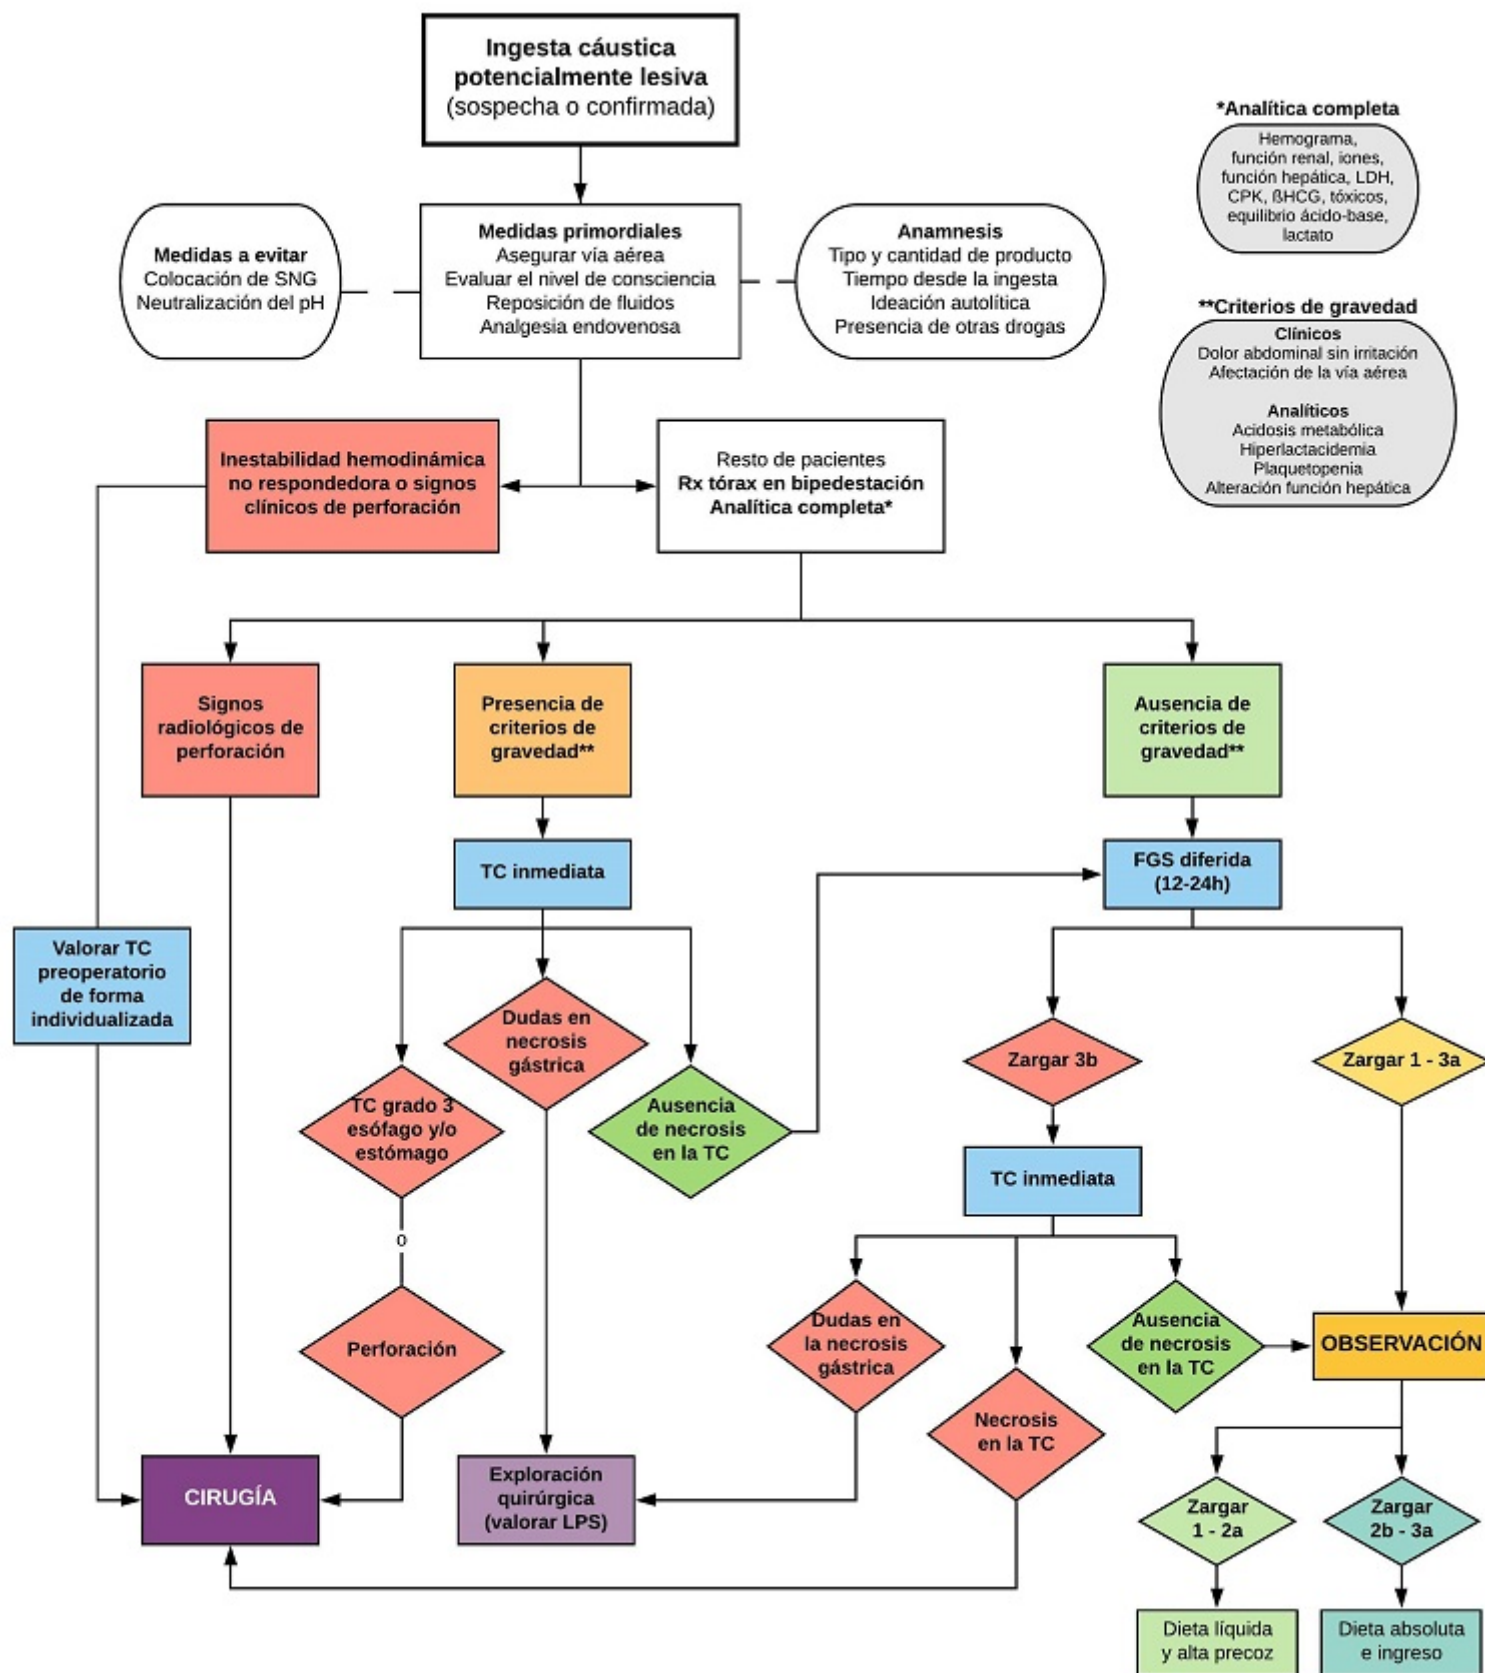 Ingesta cáustica
potencialmente lesiva
(sospecha o confirmada)
*Analítica completa
Hemograma,
función renal, iones,
función hepática, LDH,
CPK, ßHCG, tóxicos,
equilibrio ácido-base,
lactato
Medidas a evitar
Colocación de SNG
Neutralización del pH
Medidas primordiales
Asegurar vía aérea
Evaluar el nivel de consciencia
Reposición de fluidos
Analgesia endovenosa
Anamnesis
Tipo y cantidad de producto
Tiempo desde la ingesta
Ideación autolítica
Presencia de otras drogas
**Criterios de gravedad
Clínicos
Dolor abdominal sin irritación
Afectación de la vía aérea
Analíticos
Acidosis metabólica
Hiperlactacidemia
Plaquetopenia
Alteración función hepática
Inestabilidad hemodinámica
no respondedora o signos
clínicos de perforación
Resto de pacientes
Rx tórax en bipedestación
Analítica completa*
Signos
radiológicos de
perforación
Presencia de
criterios de
gravedad**
Ausencia de
criterios de
gravedad**
TC inmediata
FGS diferida
(12-24h)
Valorar TC
preoperatorio
de forma
individualizada
Dudas en
necrosis
gástrica
TC grado 3
esófago y/o
estómago
Ausencia
de necrosis
en la TC
Zargar 3b
Zargar 1 - 3a
TC inmediata
o
Perforación
Dudas en
la necrosis
gástrica
Necrosis
en la TC
Ausencia
de necrosis
en la TC
OBSERVACIÓN
CIRUGÍA
Exploración
quirúrgica
(valorar LPS)
Zargar
1 - 2a
Zargar
2b - 3a
Dieta líquida
y alta precoz
Dieta absoluta
e ingreso